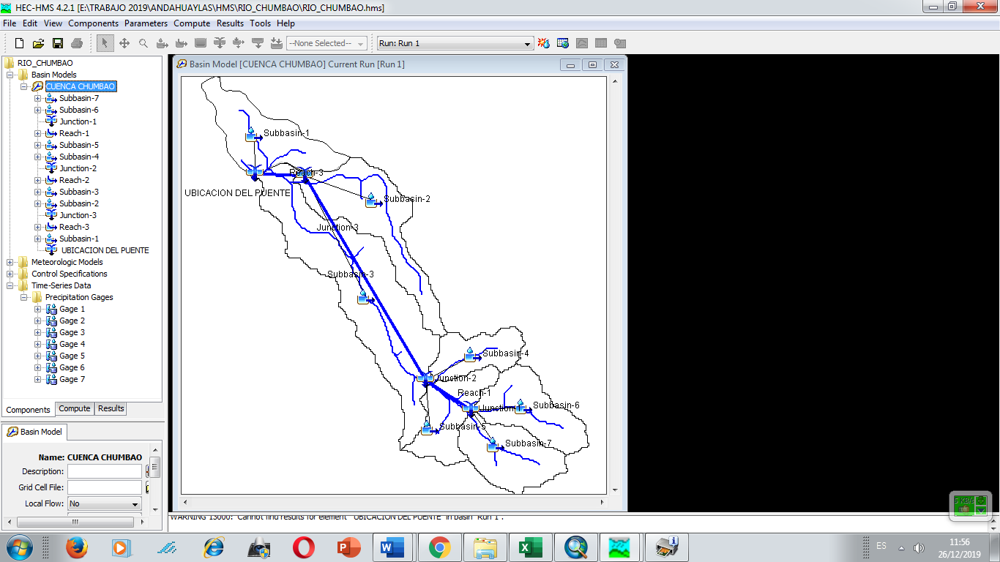 HEC-HMS 4.2.1 [E:\TRABAJO 2019\ANDAHUAYLAS\HMS\RIO_CHUMBAO\RIO_CHUMBAO.hms]
File Edit View Components Parameters Compute Results Tools Help
--None Selected-- Run: Run 1
RIO_CHUMBAO
Basin Models
CUENCA CHUMBAO
Subbasin-7
Subbasin-6
Junction-1
Reach-1
Subbasin-5
Subbasin-4
Junction-2
Reach-2
Subbasin-3
Subbasin-2
Junction-3
Reach-3
Subbasin-1
UBICACION DEL PUENTE
Meteorologic Models
Control Specifications
Time-Series Data
Precipitation Gages
Gage 1
Gage 2
Gage 3
Gage 4
Gage 5
Gage 6
Gage 7
Components Compute Results
Basin Model
Name: CUENCA CHUMBAO
Description:
Grid Cell File:
Local Flow: No
Basin Model [CUENCA CHUMBAO] Current Run [Run 1]
Subbasin-1
Reach-3
UBICACION DEL PUENTE
Subbasin-2
Junction-3
Subbasin-3
Subbasin-4
Junction-2
Reach-1
Junction
Subbasin-6
Subbasin-5
Subbasin-7
WARNING 13000: Cannot find results for element "UBICACION DEL PUENTE" in basin "Run 1".
5 KB/s
ES
11:56
26/12/2019